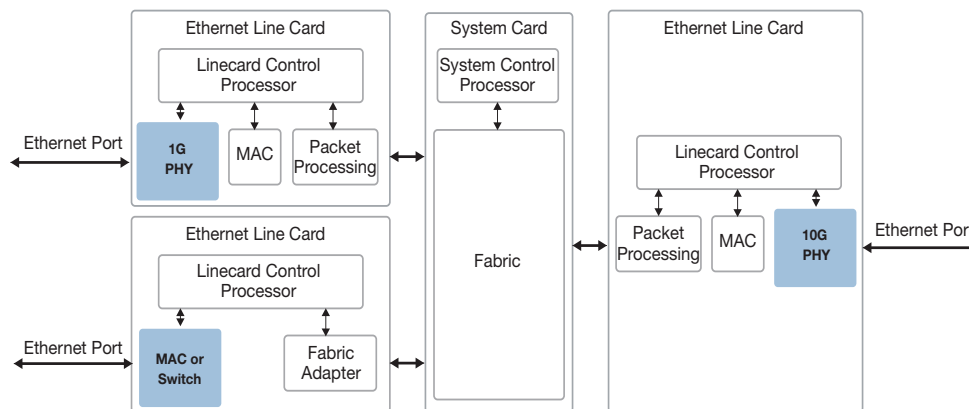 Ethernet Line Card
Linecard Control
Processor
Ethernet Port
1G
PHY
MAC
Packet
Processing
Ethernet Line Card
Linecard Control
Processor
Ethernet Port
MAC or
Switch
Fabric
Adapter
System Card
System Control
Processor
Fabric
Ethernet Line Card
Linecard Control
Processor
Packet
Processing
MAC
10G
PHY
Ethernet Port